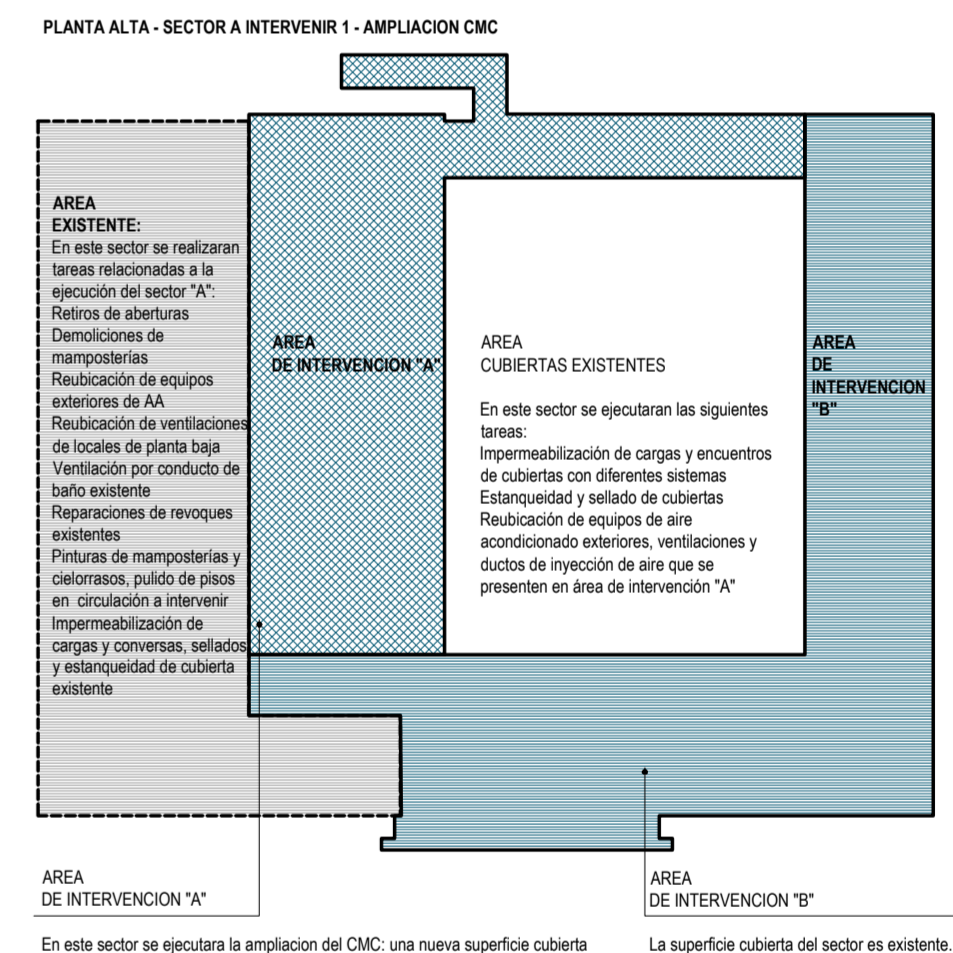 PLANTA ALTA - SECTOR A INTERVENIR 1 - AMPLIACION CMC
AREA
EXISTENTE:
En este sector se realizaran
tareas relacionadas a la
ejecución del sector "A":
Retiros de aberturas
Demoliciones de
mamposterías
Reubicación de equipos
exteriores de AA
Reubicación de ventilaciones
de locales de planta baja
Ventilación por conducto de
baño existente
Reparaciones de revoques
existentes
Pinturas de mamposterías y
cielorrasos, pulido de pisos
en circulación a intervenir
Impermeabilización de
cargas y conversas, sellados
y estanqueidad de cubierta
existente
AREA
DE INTERVENCION "A"
AREA
CUBIERTAS EXISTENTES
En este sector se ejecutaran las siguientes
tareas:
Impermeabilización de cargas y encuentros
de cubiertas con diferentes sistemas
Estanqueidad y sellado de cubiertas
Reubicación de equipos de aire
acondicionado exteriores, ventilaciones y
ductos de inyección de aire que se
presenten en área de intervención "A"
AREA
DE
INTERVENCION
"B"
AREA
DE INTERVENCION "A"
En este sector se ejecutara la ampliacion del CMC: una nueva superficie cubierta
AREA
DE INTERVENCION "B"
La superficie cubierta del sector es existente.